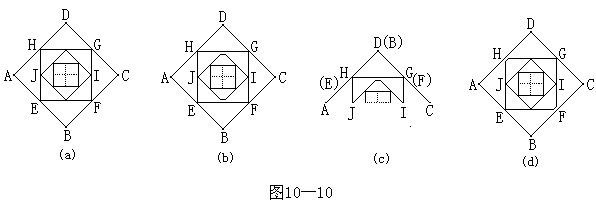 D D D(B) D
H G H G H G H G
(E) (F)
A J I C A J I C A J I C A J I C
E F E F E F
B B B
(a) (b) (c) (d)
图10—10